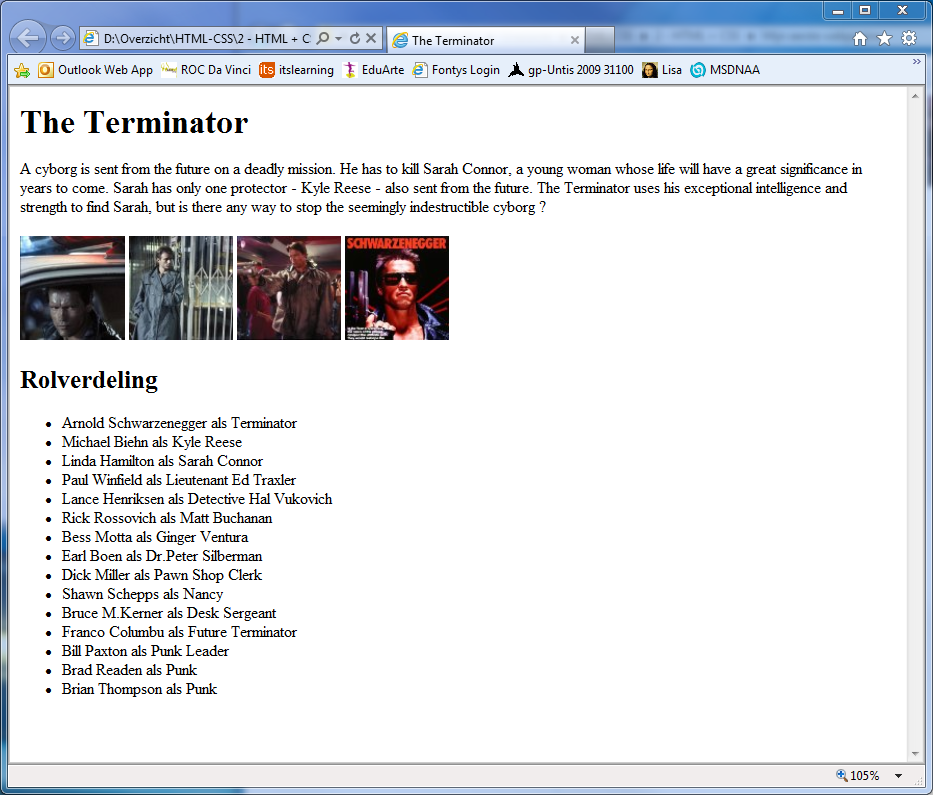 D:\Overzicht\HTML-CSS\2 - HTML + C
The Terminator
Outlook Web App
ROC Da Vinci
its
itslearning
EduArte
Fontys Login
gp-Untis 2009 31100
Lisa
MSDNAA
The Terminator
A cyborg is sent from the future on a deadly mission. He has to kill Sarah Connor, a young woman whose life will have a great significance in
years to come. Sarah has only one protector - Kyle Reese - also sent from the future. The Terminator uses his exceptional intelligence and
strength to find Sarah, but is there any way to stop the seemingly indestructible cyborg ?
SCHWARZENEGGER
Rolverdeling
Arnold Schwarzenegger als Terminator
Michael Biehn als Kyle Reese
Linda Hamilton als Sarah Connor
Paul Winfield als Lieutenant Ed Traxler
Lance Henriksen als Detective Hal Vukovich
Rick Rossovich als Matt Buchanan
Bess Motta als Ginger Ventura
Earl Boen als Dr.Peter Silberman
Dick Miller als Pawn Shop Clerk
Shawn Schepps als Nancy
Bruce M.Kerner als Desk Sergeant
Franco Columbu als Future Terminator
Bill Paxton als Punk Leader
Brad Readen als Punk
Brian Thompson als Punk
105%